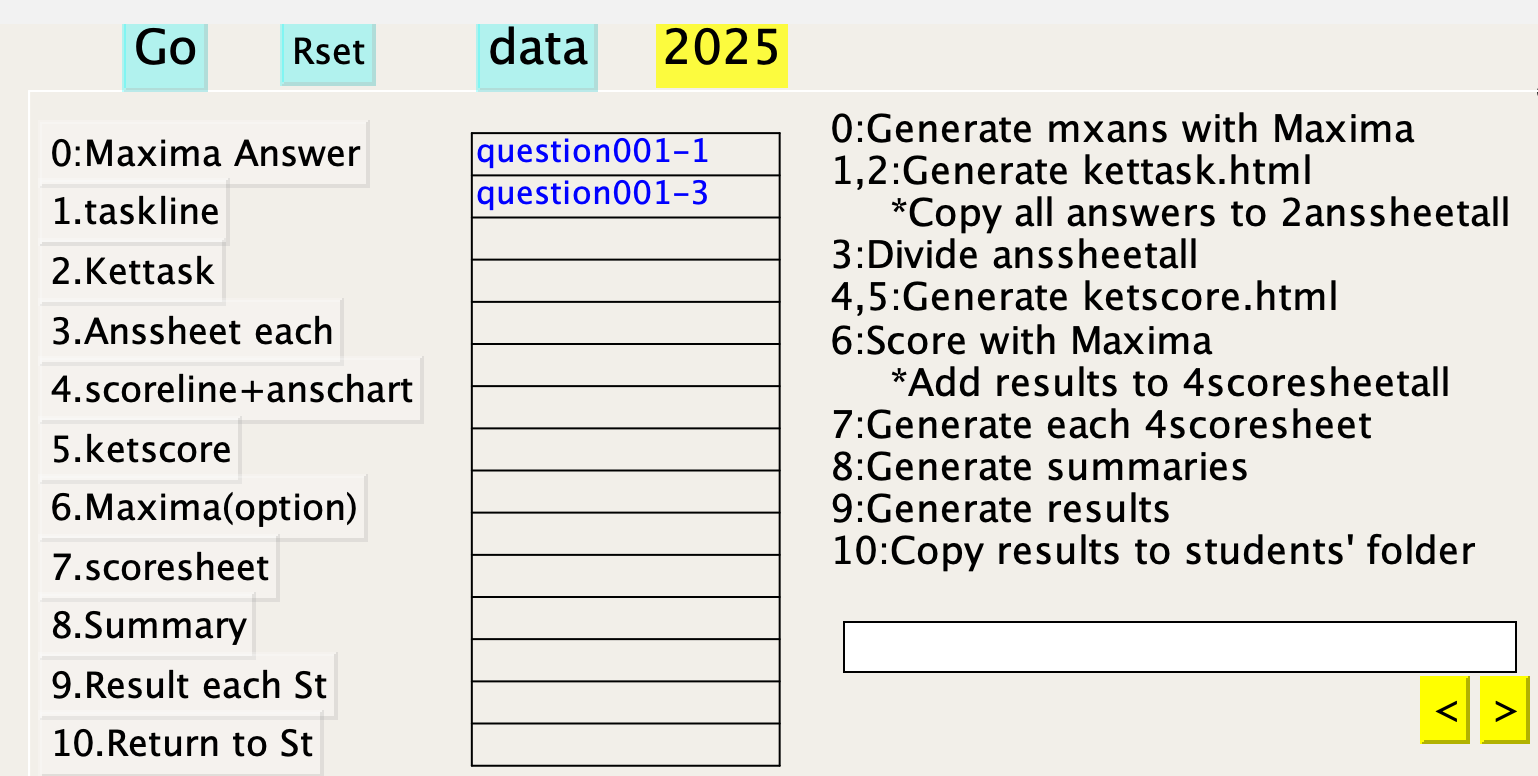 Go Rset data 2025
0:Maxima Answer
1.taskline
2.Kettask
3.Anssheet each
4.scoreline+anschart
5.ketscore
6.Maxima(option)
7.scoresheet
8.Summary
9.Result each St
10.Return to St
question001-1
question001-3
0:Generate mxans with Maxima
1,2:Generate kettask.html
*Copy all answers to 2anssheetall
3:Divide anssheetall
4,5:Generate ketscore.html
6:Score with Maxima
*Add results to 4scoresheetall
7:Generate each 4scoresheet
8:Generate summaries
9:Generate results
10:Copy results to students' folder
< >